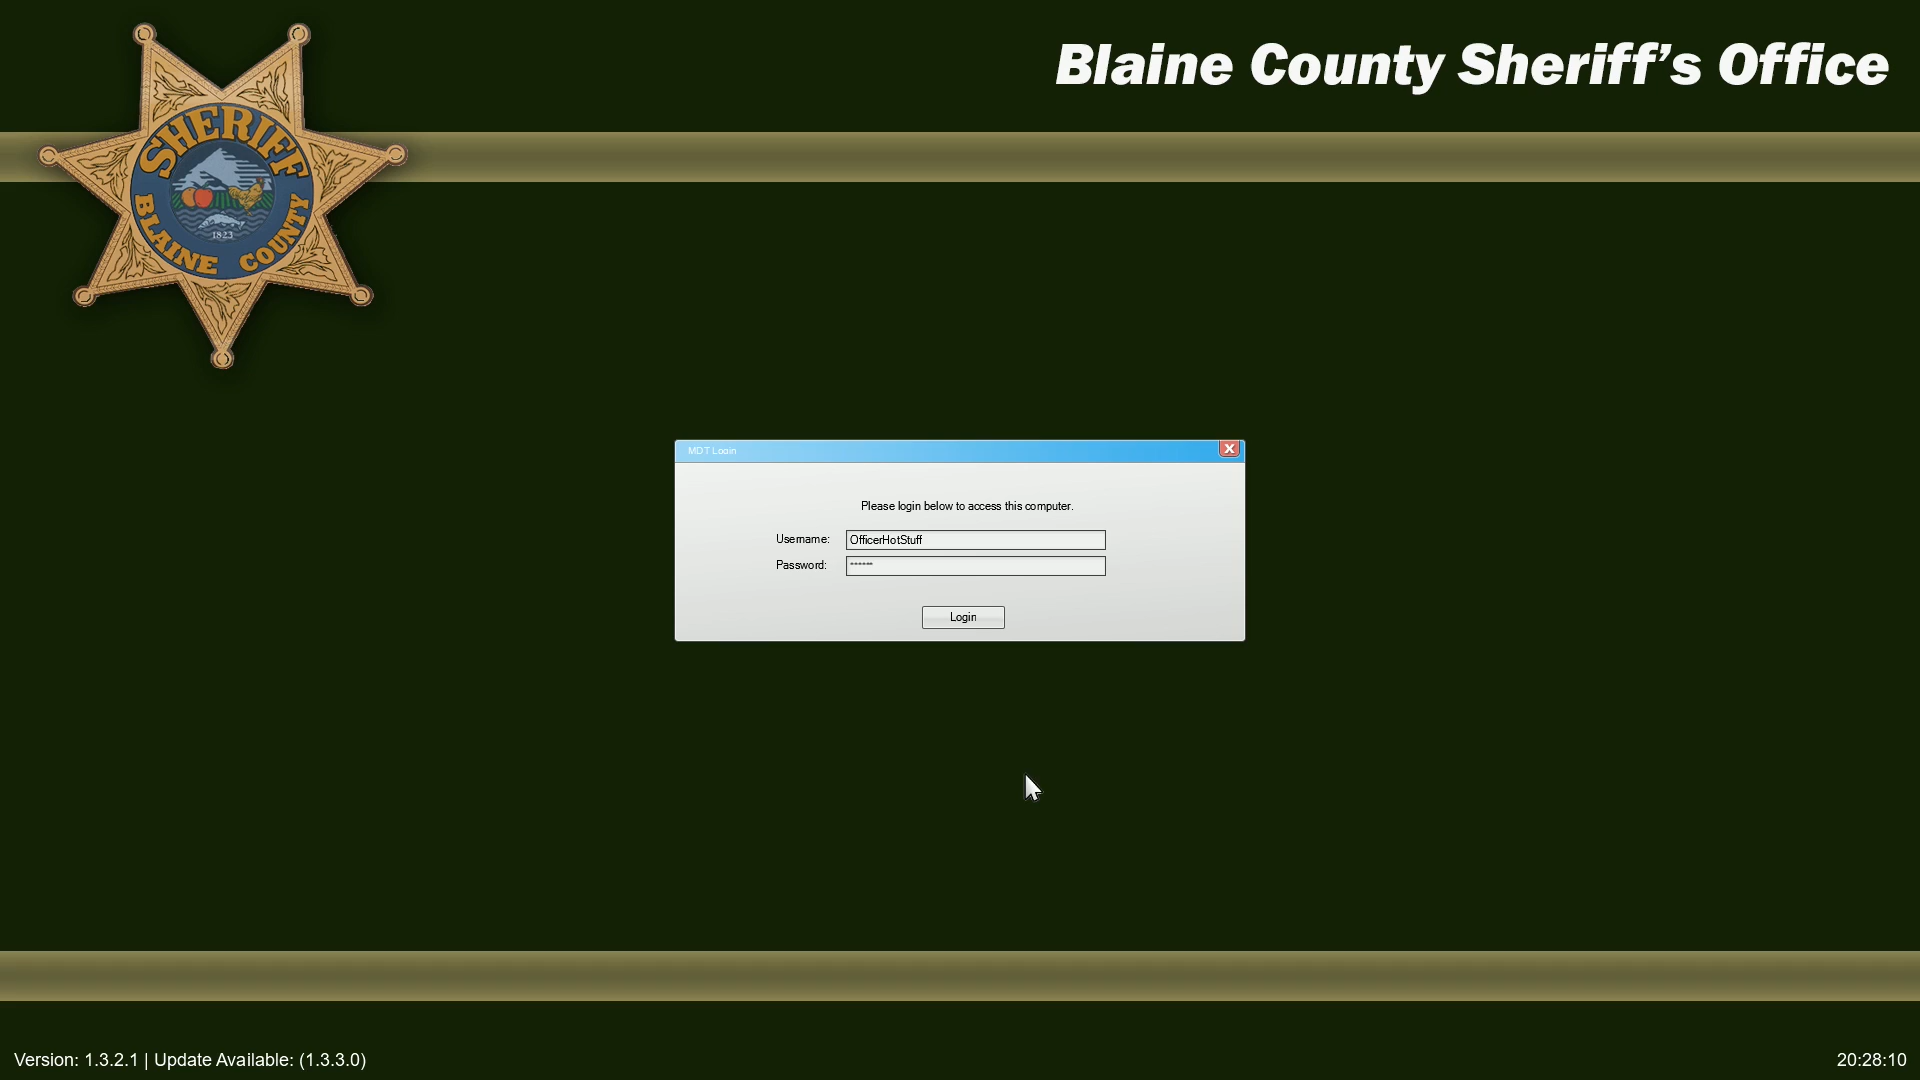 Blaine County Sheriff's Office
SHERIFF
1823
BLAINE COUNTY
MDT Login
Please login below to access this computer.
Username: OfficerHotStuff
Password: ******
Login
Version: 1.3.2.1 | Update Available: (1.3.3.0)
20:28:10